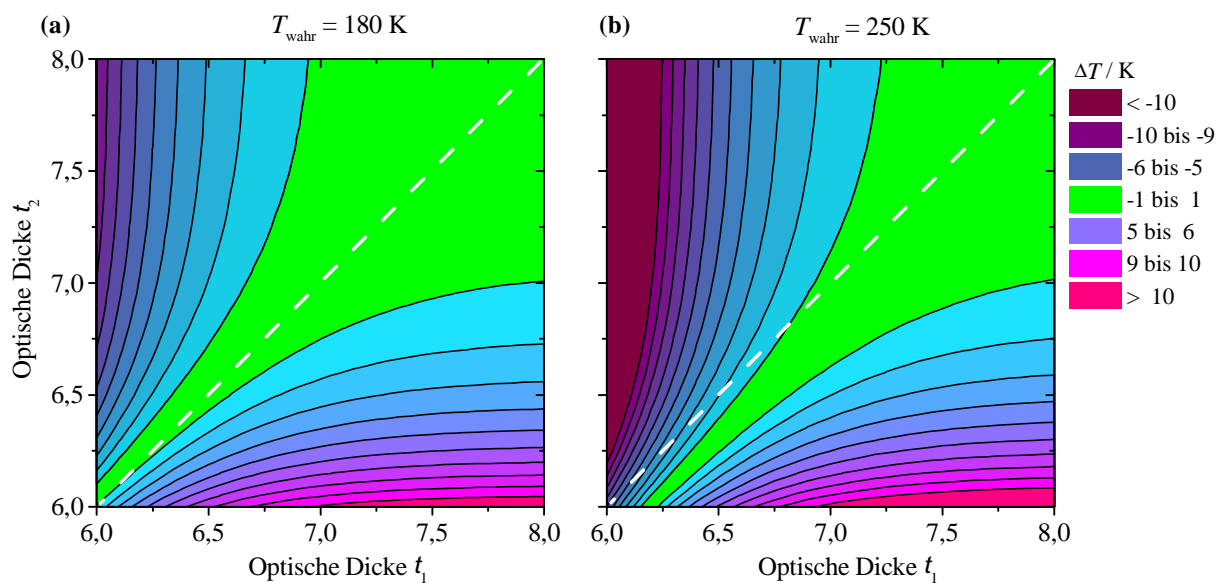 (a)
T_wahr = 180 K
8,0
7,5
7,0
6,5
6,0
Optische Dicke t_2
6,0 6,5 7,0 7,5 8,0
Optische Dicke t_1
(b)
T_wahr = 250 K
6,0 6,5 7,0 7,5 8,0
Optische Dicke t_1
ΔT / K
< -10
-10 bis -9
-6 bis -5
-1 bis 1
5 bis 6
9 bis 10
> 10